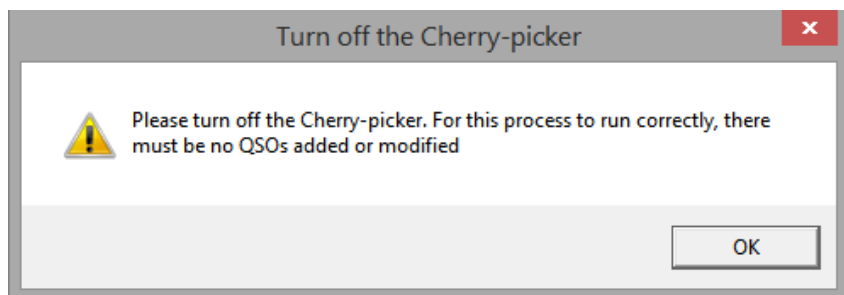 Turn off the Cherry-picker
x
Please turn off the Cherry-picker. For this process to run correctly, there
must be no QSOs added or modified
OK